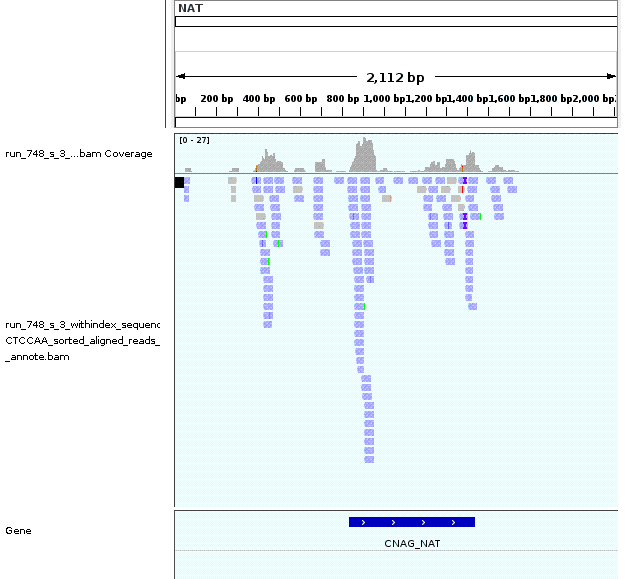 NAT
2,112 bp
bp 200 bp 400 bp 600 bp 800 bp 1,000 bp 1,200 bp 1,400 bp 1,600 bp 1,800 bp 2,000 bp
run_748_s_3_...bam Coverage
[0 - 27]
run_748_s_3_withindex_sequenc
CTCCAA_sorted_aligned_reads_
_annote.bam
Gene
CNAG_NAT